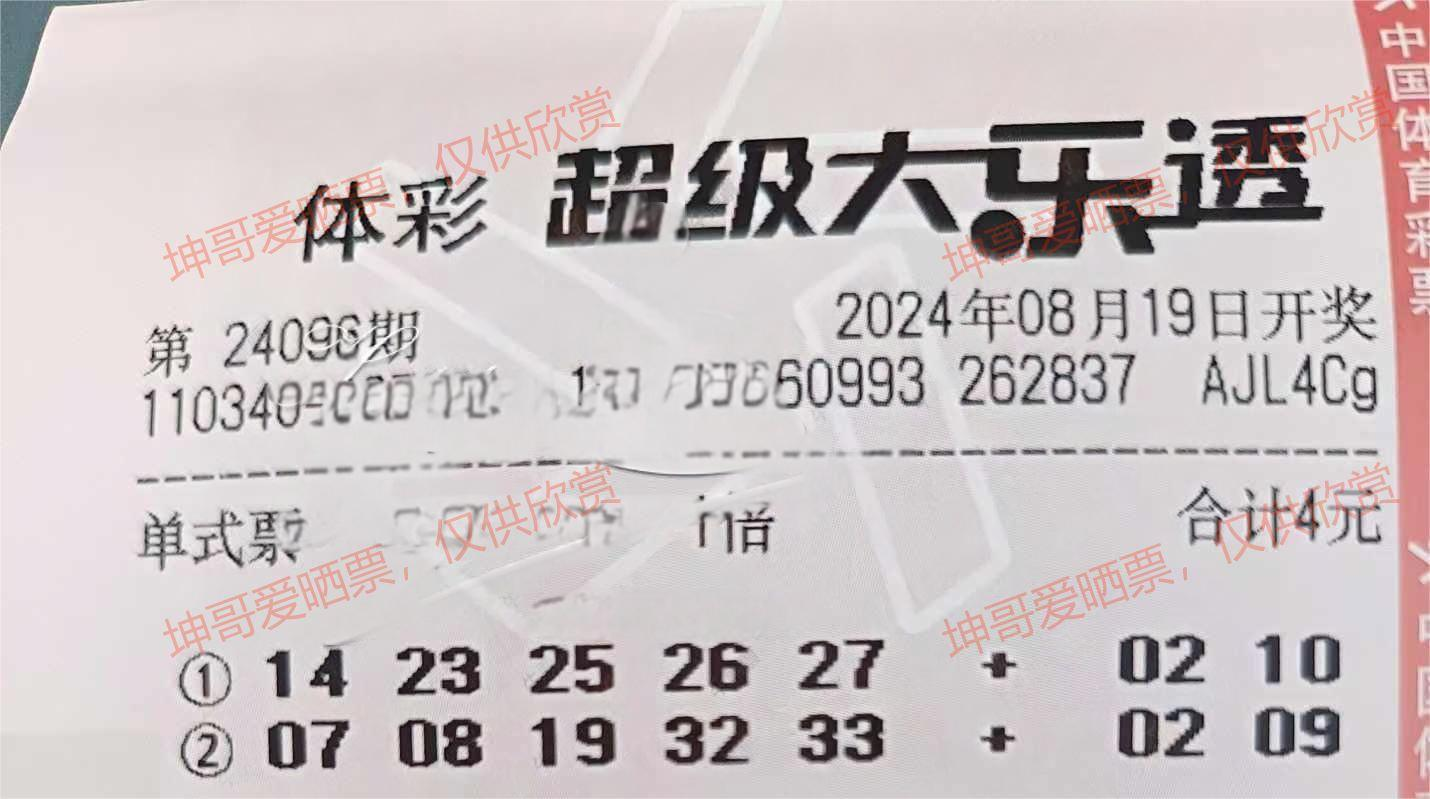 体彩 超级大乐透
第 24096期
2024年08月19日开奖
110340 60993 262837 AJL4Cg
单式票 1倍 合计4元
① 14 23 25 26 27 + 02 10
② 07 08 19 32 33 + 02 09
中国体育彩票
坤哥爱晒票,仅供欣赏
坤哥爱晒票,仅供欣赏
坤哥爱晒票,仅供欣赏
坤哥爱晒票,仅供欣赏